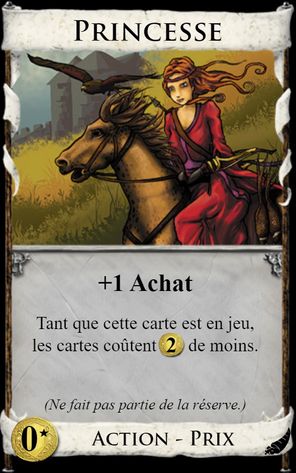 Princesse
+1 Achat
Tant que cette carte est en jeu,
les cartes coûtent 2 de moins.
(Ne fait pas partie de la réserve.)
0* Action - Prix